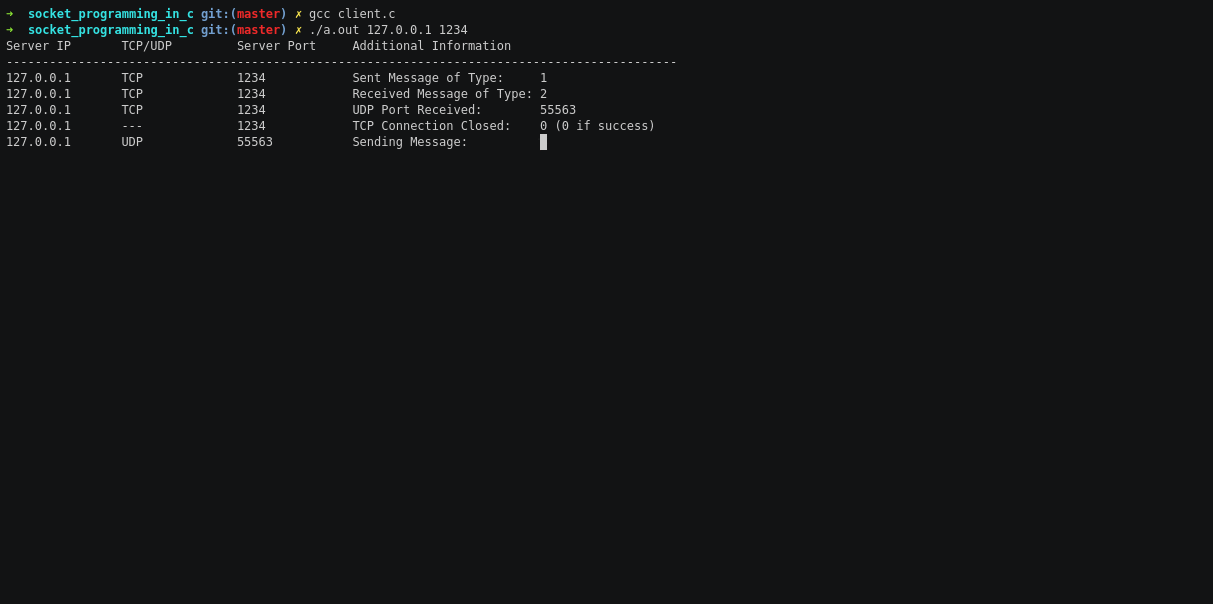 ➜  socket_programming_in_c git:(master) ✗ gcc client.c
➜  socket_programming_in_c git:(master) ✗ ./a.out 127.0.0.1 1234
Server IP       TCP/UDP         Server Port     Additional Information
---------------------------------------------------------------------------------------------
127.0.0.1       TCP             1234            Sent Message of Type:     1
127.0.0.1       TCP             1234            Received Message of Type: 2
127.0.0.1       TCP             1234            UDP Port Received:        55563
127.0.0.1       ---             1234            TCP Connection Closed:    0 (0 if success)
127.0.0.1       UDP             55563           Sending Message: